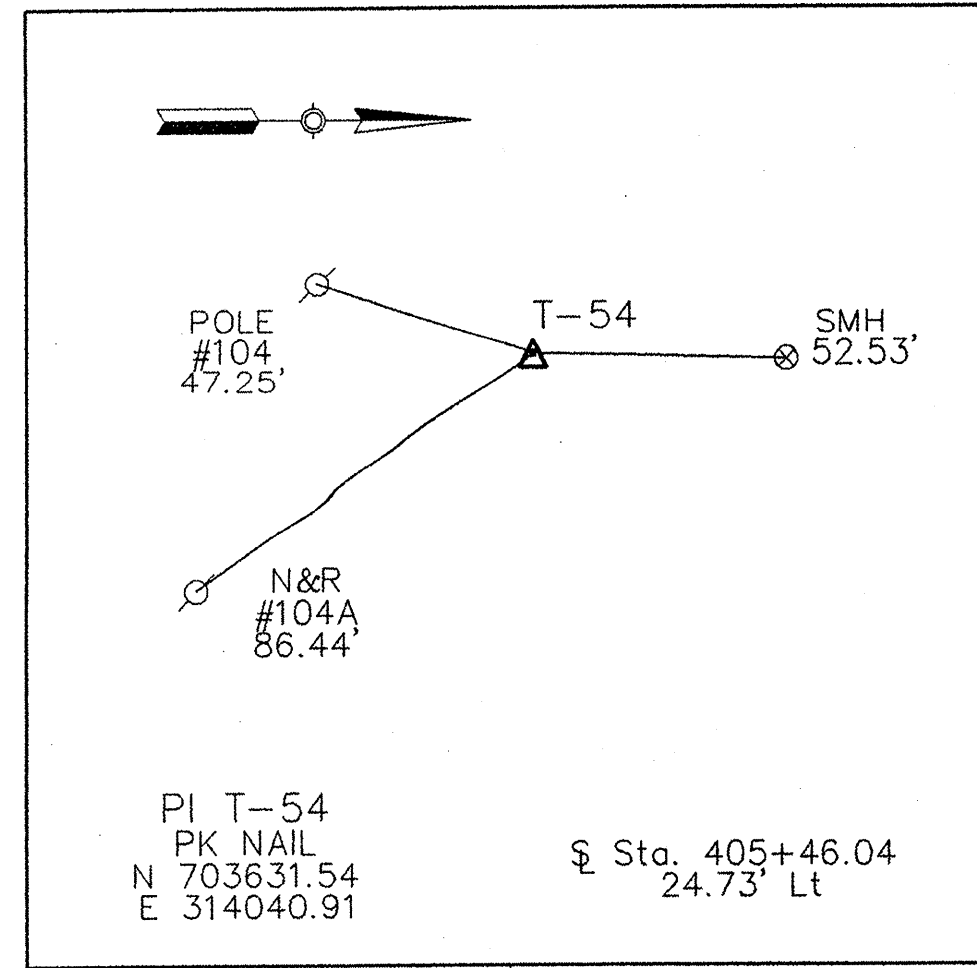 T-54
POLE
#104
47.25'
SMH
52.53'
N&R
#104A
86.44'
PI T-54
PK NAIL
N 703631.54
E 314040.91
℄ Sta. 405+46.04
24.73' Lt